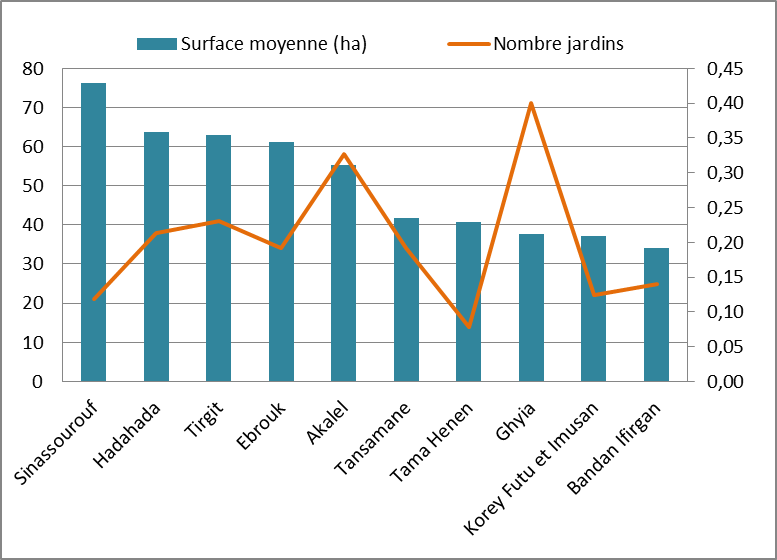 Surface moyenne (ha) Nombre jardins
80 0,45
70 0,40
60 0,35
50 0,30
40 0,25
30 0,20
20 0,15
10 0,10
0 0,05
0,00
Sinassourouf
Hadahada
Tirgit
Ebrouk
Akalel
Tansamane
Tama Henen
Ghyia
Korey Futu et Imusan
Bandan Ifirgan